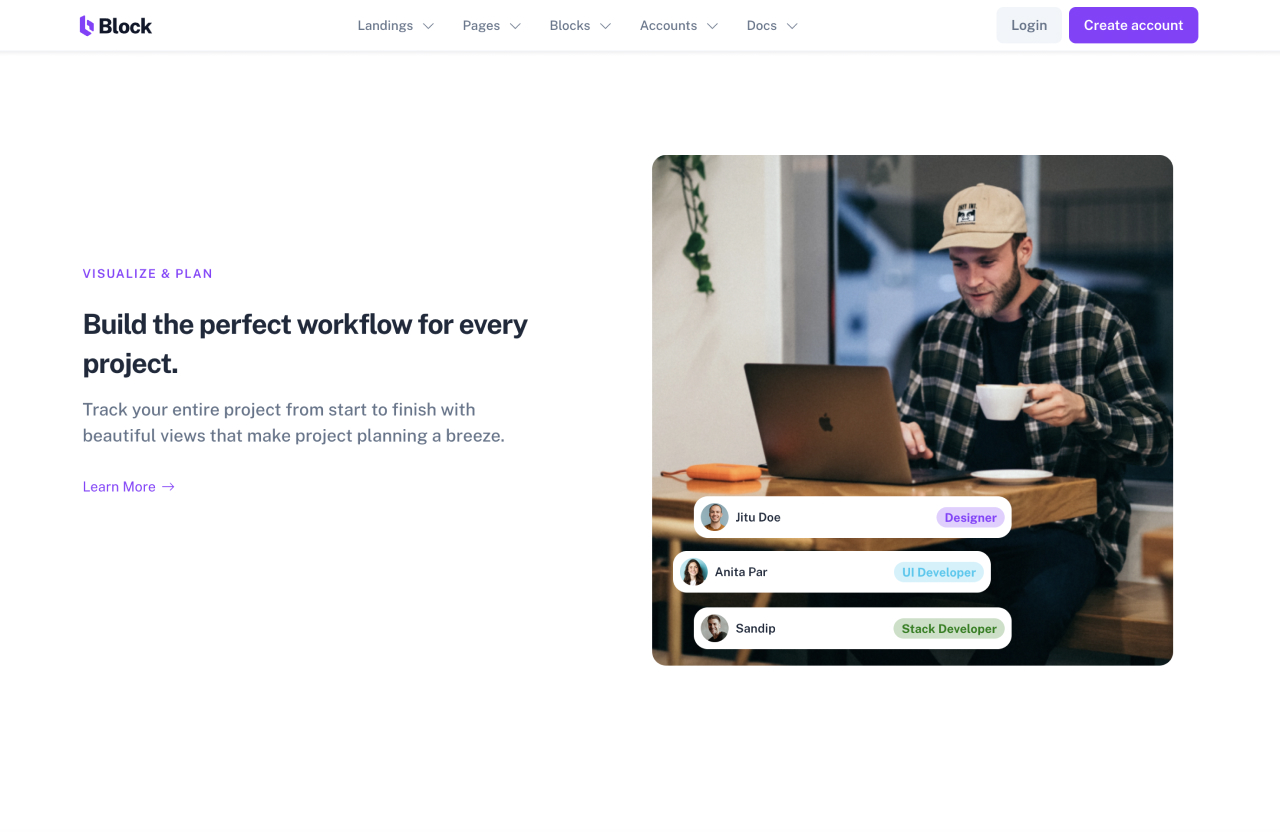 Block
Landings
Pages
Blocks
Accounts
Docs
Login
Create account
VISUALIZE & PLAN
Build the perfect workflow for every
project.
Track your entire project from start to finish with
beautiful views that make project planning a breeze.
Learn More
Jitu Doe
Designer
Anita Par
UI Developer
Sandip
Stack Developer